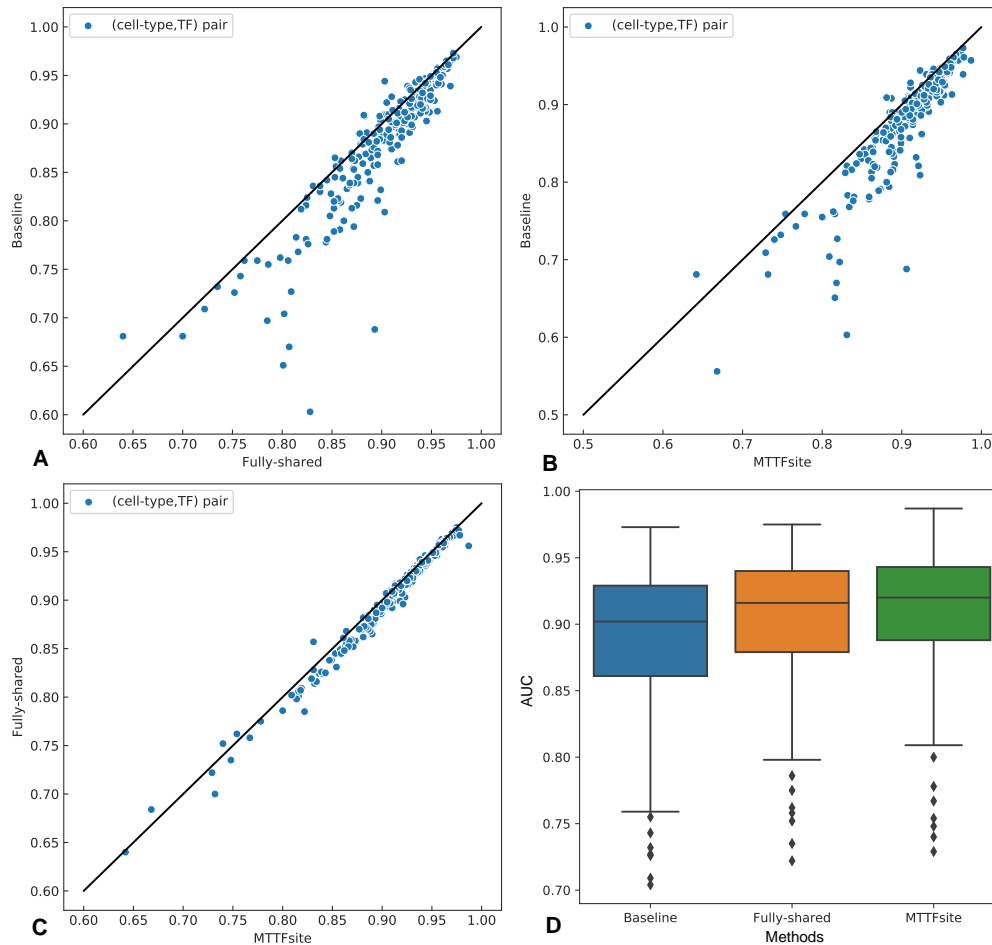 (cell-type,TF) pair
1.00
0.95
0.90
0.85
0.80
0.75
0.70
0.65
0.60
Baseline
0.60 0.65 0.70 0.75 0.80 0.85 0.90 0.95 1.00
Fully-shared
A
(cell-type,TF) pair
1.0
0.9
0.8
0.7
0.6
0.5
Baseline
0.5 0.6 0.7 0.8 0.9 1.0
MTTFsite
B
(cell-type,TF) pair
1.00
0.95
0.90
0.85
0.80
0.75
0.70
0.65
0.60
Fully-shared
0.60 0.65 0.70 0.75 0.80 0.85 0.90 0.95 1.00
MTTFsite
C
1.00
0.95
0.90
0.85
0.80
0.75
0.70
AUC
Baseline Fully-shared MTTFsite
Methods
D